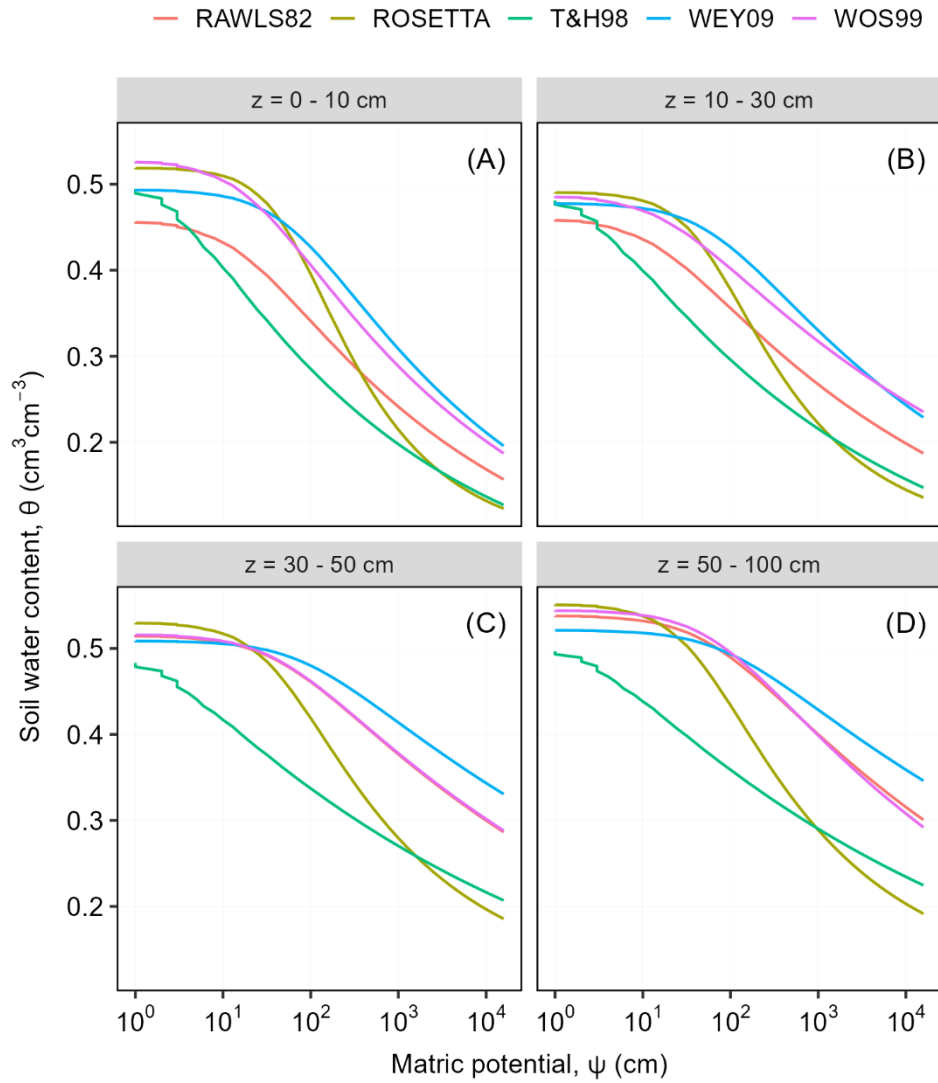 RAWLS82 ROSETTA T&H98 WEY09 WOS99
z = 0 - 10 cm
z = 10 - 30 cm
(A)
(B)
0.5
0.4
0.3
0.2
z = 30 - 50 cm
z = 50 - 100 cm
(C)
(D)
0.5
0.4
0.3
0.2
Soil water content, θ (cm³cm⁻³)
10⁰ 10¹ 10² 10³ 10⁴
10⁰ 10¹ 10² 10³ 10⁴
Matric potential, ψ (cm)